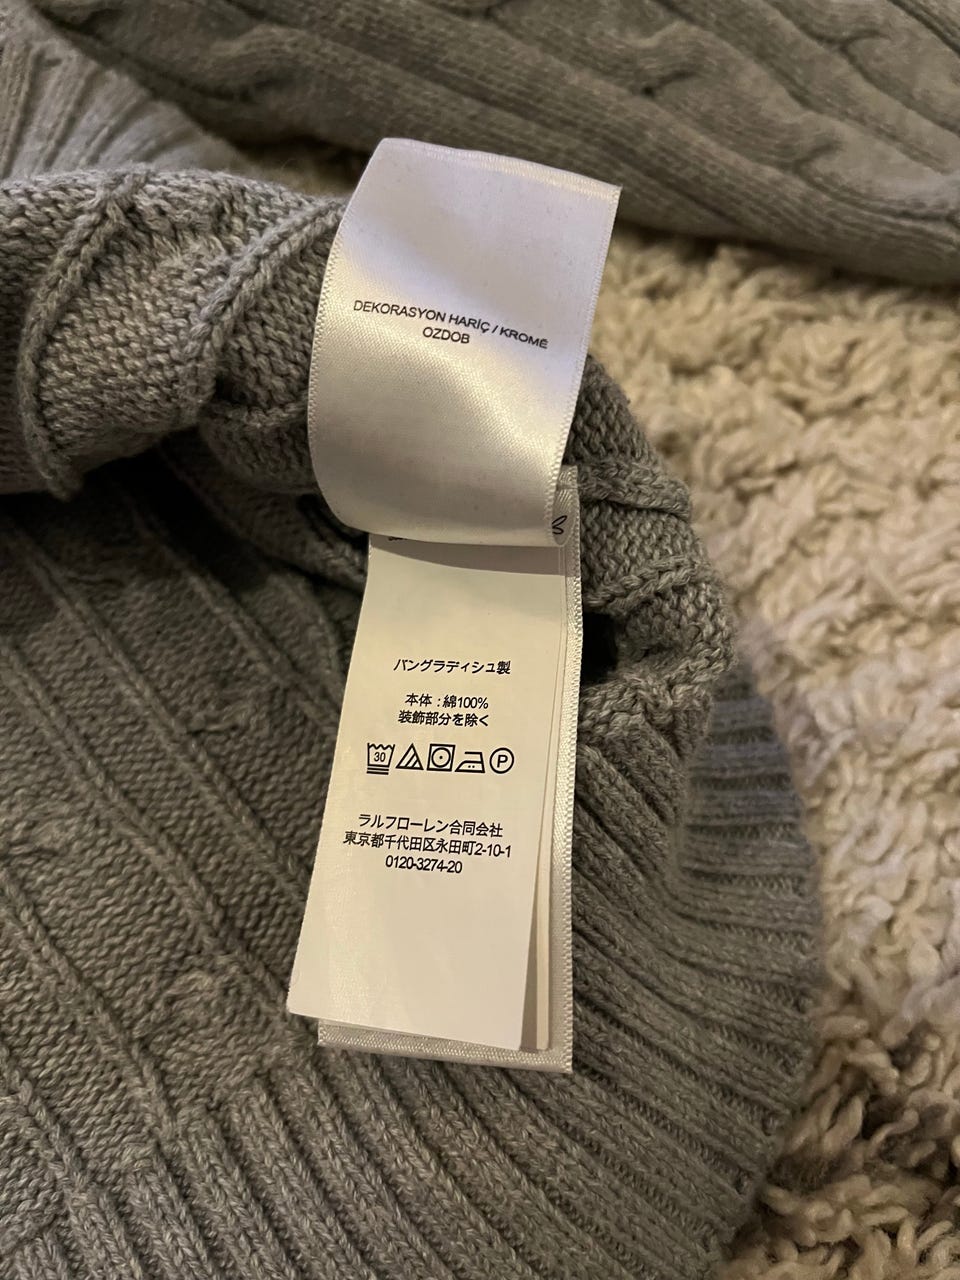 DEKORASYON HARİÇ / KROMĚ
OZDOB
バングラディシュ製
本体 : 綿100%
装飾部分を除く
30
P
ラルフローレン合同会社
東京都千代田区永田町2-10-1
0120-3274-20